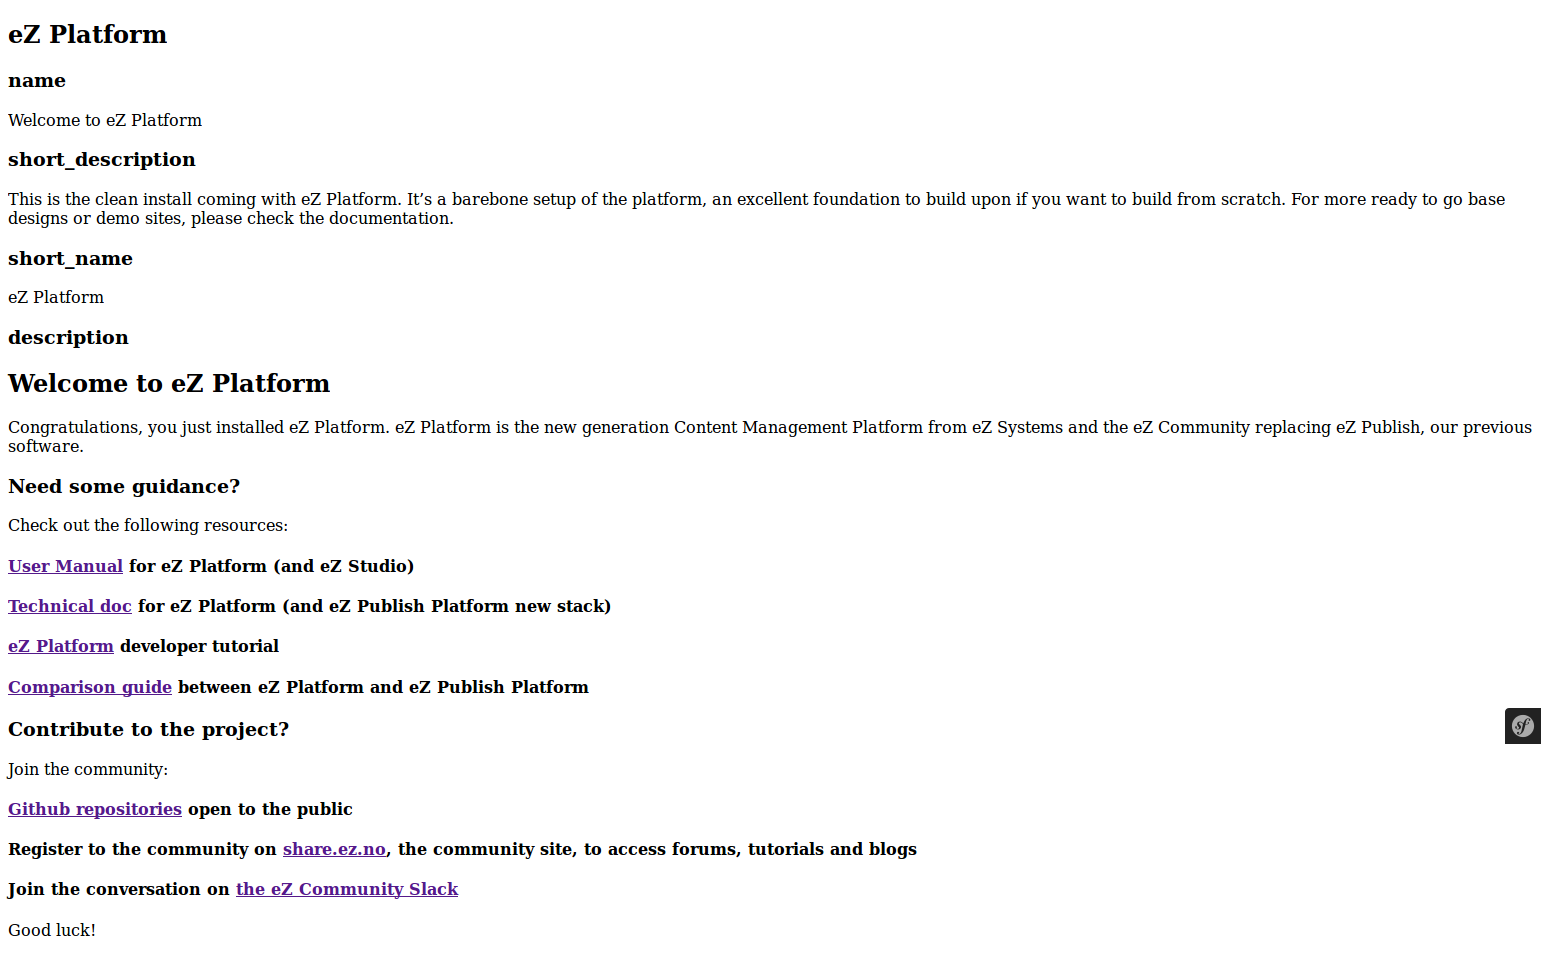 eZ Platform
name
Welcome to eZ Platform
short_description
This is the clean install coming with eZ Platform. It’s a barebone setup of the platform, an excellent foundation to build upon if you want to build from scratch. For more ready to go base
designs or demo sites, please check the documentation.
short_name
eZ Platform
description
Welcome to eZ Platform
Congratulations, you just installed eZ Platform. eZ Platform is the new generation Content Management Platform from eZ Systems and the eZ Community replacing eZ Publish, our previous
software.
Need some guidance?
Check out the following resources:
User Manual for eZ Platform (and eZ Studio)
Technical doc for eZ Platform (and eZ Publish Platform new stack)
eZ Platform developer tutorial
Comparison guide between eZ Platform and eZ Publish Platform
Contribute to the project?
sf
Join the community:
Github repositories open to the public
Register to the community on share.ez.no, the community site, to access forums, tutorials and blogs
Join the conversation on the eZ Community Slack
Good luck!